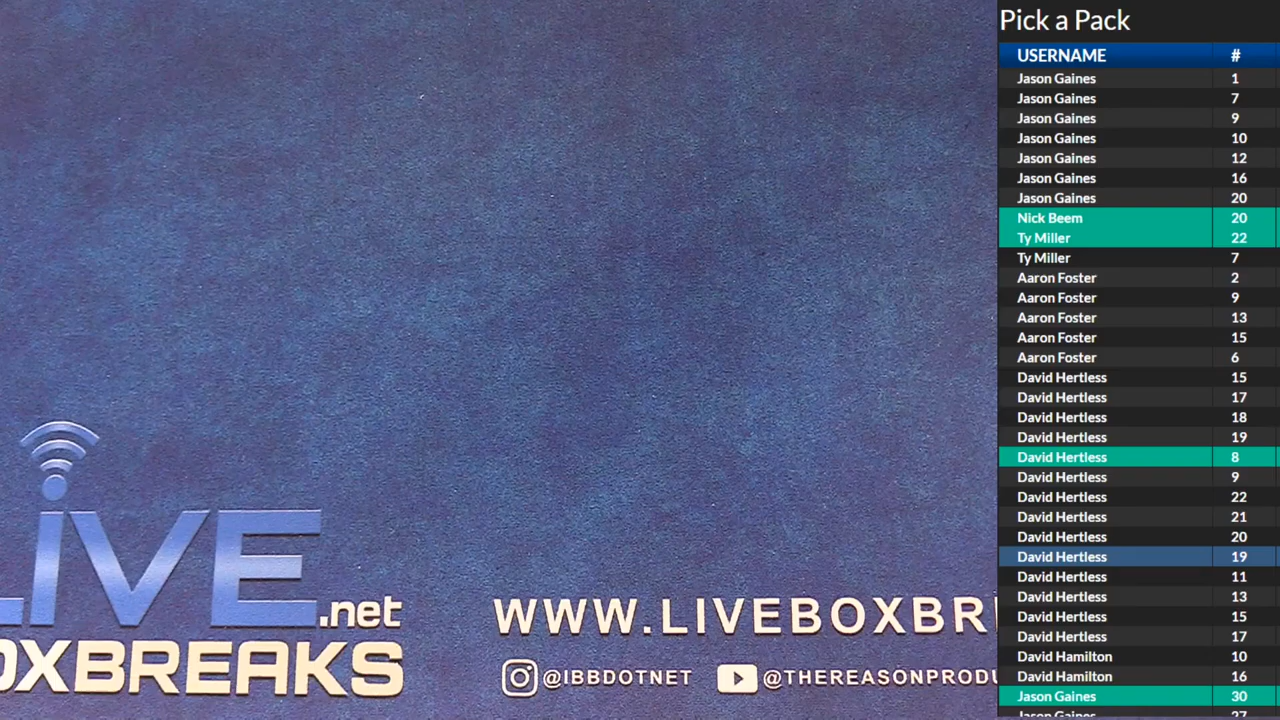 Pick a Pack
USERNAME #
Jason Gaines 1
Jason Gaines 7
Jason Gaines 9
Jason Gaines 10
Jason Gaines 12
Jason Gaines 16
Jason Gaines 20
Nick Beem 20
Ty Miller 22
Ty Miller 7
Aaron Foster 2
Aaron Foster 9
Aaron Foster 13
Aaron Foster 15
Aaron Foster 6
David Hertless 15
David Hertless 17
David Hertless 18
David Hertless 19
David Hertless 8
David Hertless 9
David Hertless 22
David Hertless 21
David Hertless 20
David Hertless 19
David Hertless 11
David Hertless 13
David Hertless 15
David Hertless 17
David Hamilton 10
David Hamilton 16
Jason Gaines 30
Jason Gaines 27
LiVE.net
OXBREAKS
WWW.LIVEBOXBR
@IBBDOTNET @THEREASONPRODU